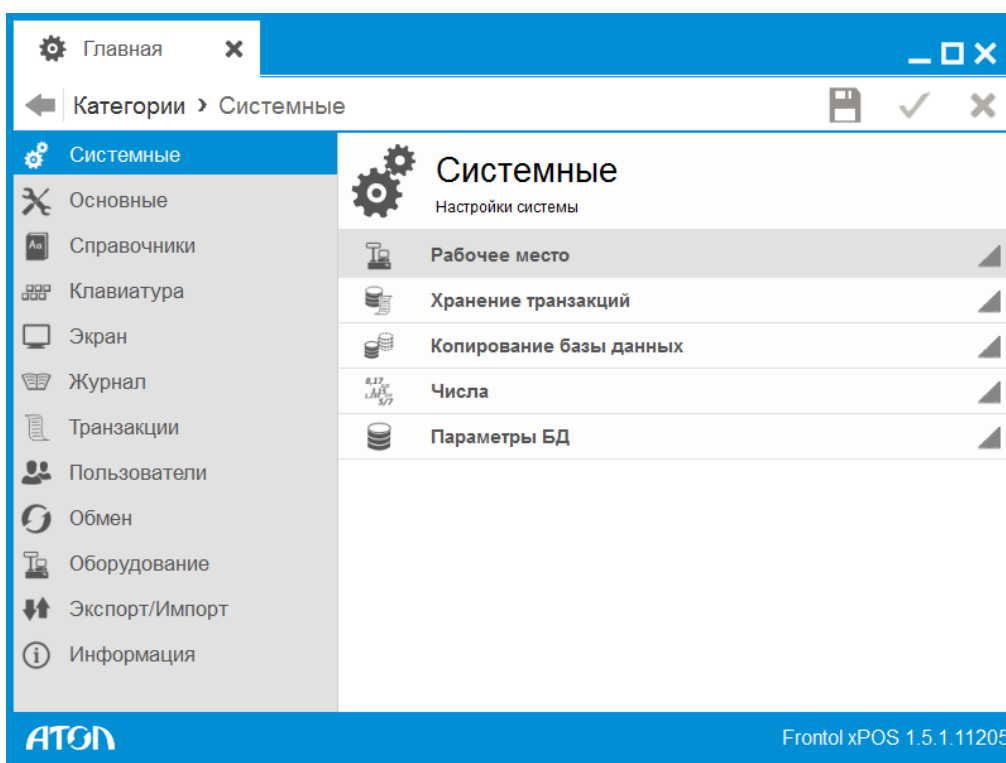 Главная
Категории > Системные
Системные
Основные
Справочники
Клавиатура
Экран
Журнал
Транзакции
Пользователи
Обмен
Оборудование
Экспорт/Импорт
Информация
Системные
Настройки системы
Рабочее место
Хранение транзакций
Копирование базы данных
Числа
Параметры БД
АТОЛ
Frontol xPOS 1.5.1.11205